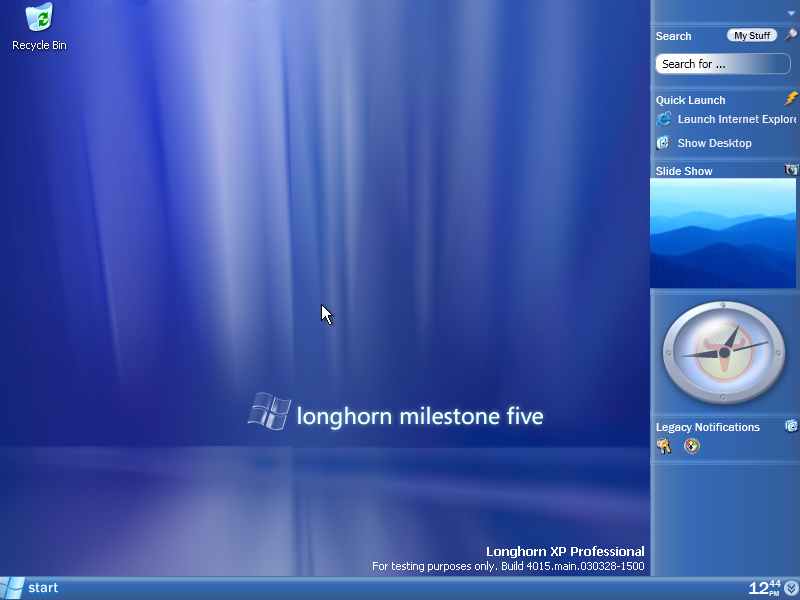 Recycle Bin
Search
My Stuff
Search for ...
Quick Launch
Launch Internet Explore
Show Desktop
Slide Show
Legacy Notifications
longhorn milestone five
Longhorn XP Professional
For testing purposes only. Build 4015.main.030328-1500
start
12 44 PM